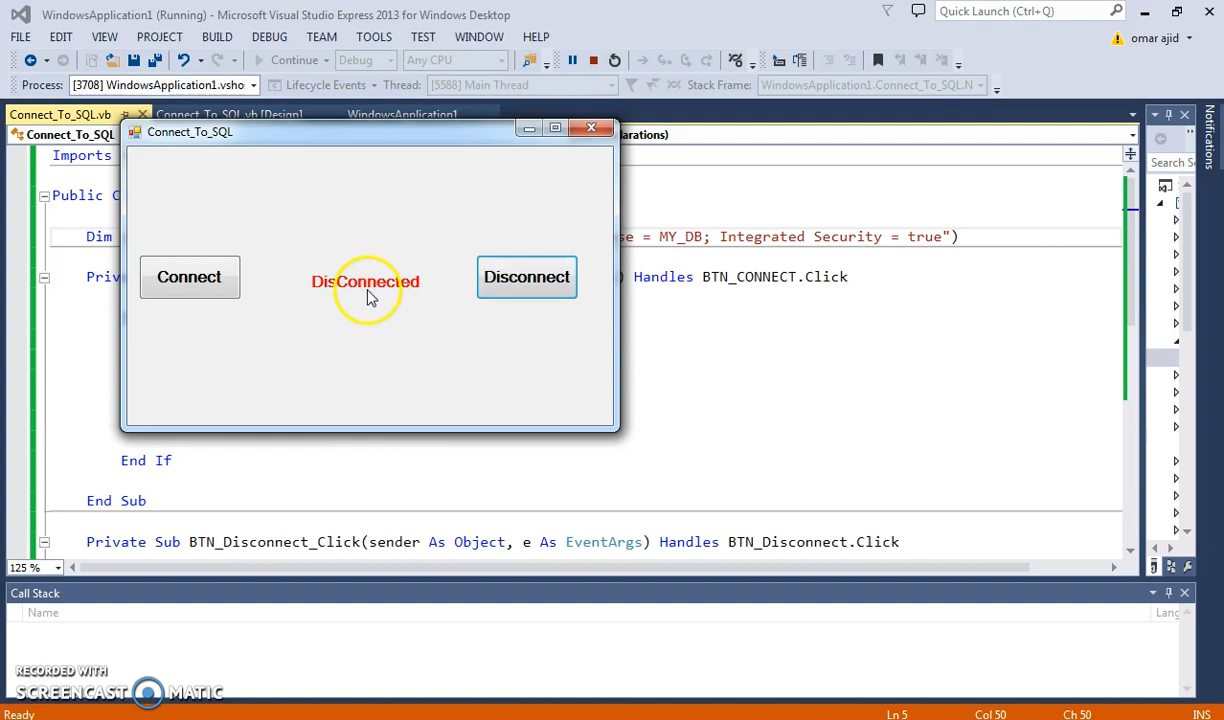 WindowsApplication1 (Running) - Microsoft Visual Studio Express 2013 for Windows Desktop
Quick Launch (Ctrl+Q)
FILE EDIT VIEW PROJECT BUILD DEBUG TEAM TOOLS TEST WINDOW HELP
omar ajid
Continue Debug Any CPU
Process: [3708] WindowsApplication1.vsho Lifecycle Events Thread: [5588] Main Thread Stack Frame: WindowsApplication1.Connect_To_SQL.N
Connect_To_SQL.vb Connect_To_SQL.vb [Design] WindowsApplication1
Connect_To_SQL
Connect_To_SQL
arations)
Notifications
Search S
Imports
Public C
Dim
se = MY_DB; Integrated Security = true")
Priv
) Handles BTN_CONNECT.Click
Connect
DisConnected
Disconnect
End If
End Sub
Private Sub BTN_Disconnect_Click(sender As Object, e As EventArgs) Handles BTN_Disconnect.Click
125 %
Call Stack
Name
Lang
RECORDED WITH
SCREENCAST MATIC
Ready Ln 5 Col 50 Ch 50 INS